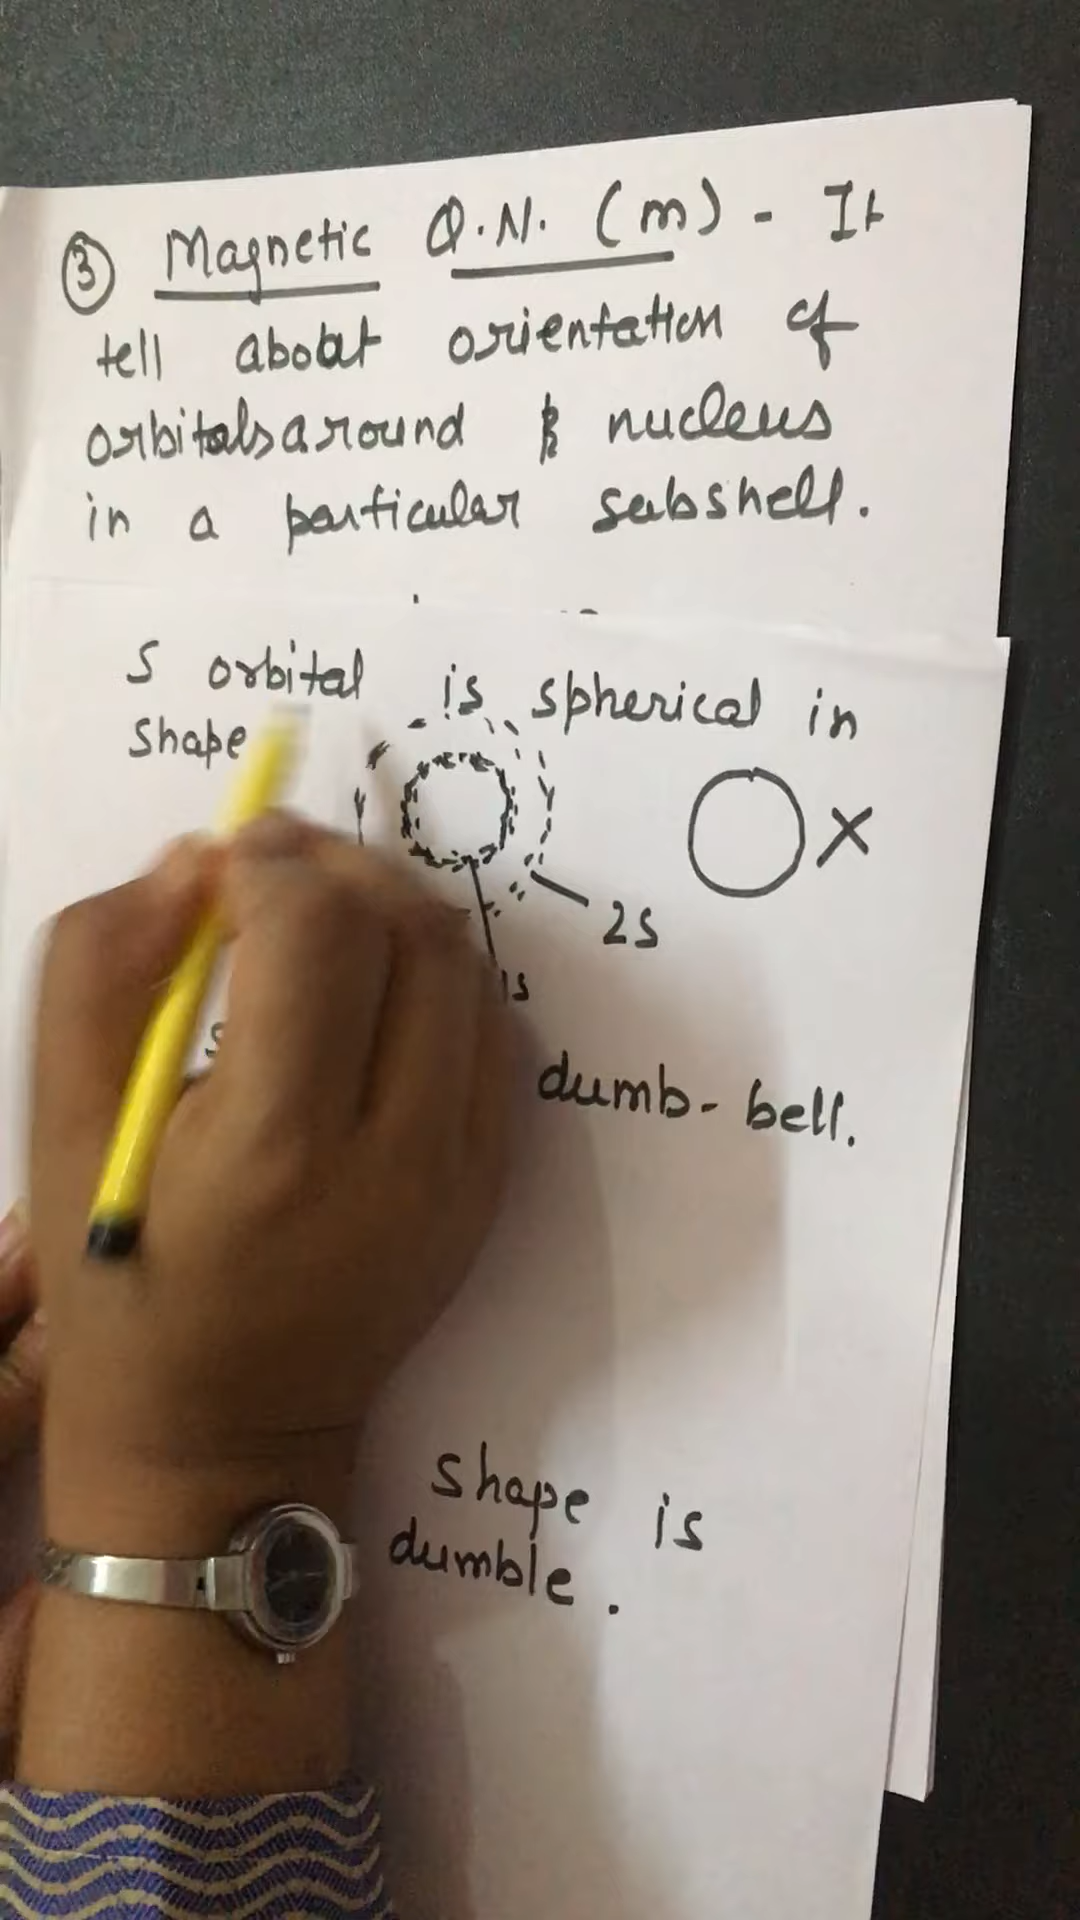 ③ Magnetic Q.N. (m) - It
tell about orientation of
orbitals around nucleus
in a particular subshell.
S orbital is spherical in
shape
X
2s
1s
dumb-bell.
shape is
dumble.